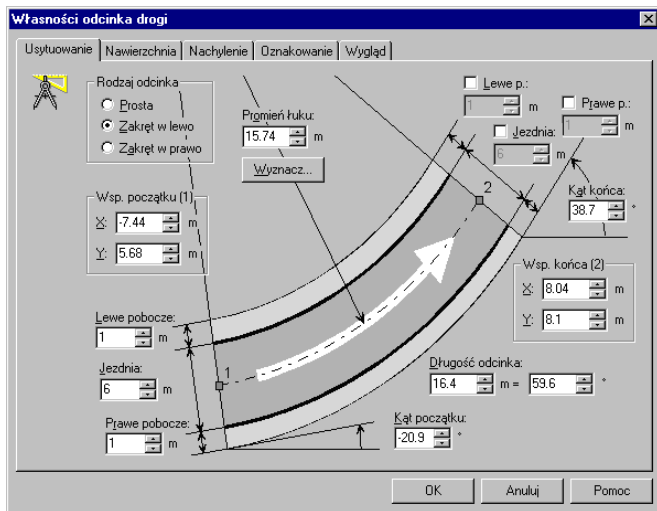 Własności odcinka drogi
Usytuowanie Nawierzchnia Nachylenie Oznakowanie Wygląd
Rodzaj odcinka
Prosta
Zakręt w lewo
Zakręt w prawo
Promień łuku:
15.74 m
Wyznacz...
Lewe p.:
1 m
Prawe p.:
1 m
Jezdnia:
6 m
Kąt końca:
38.7 °
Wsp. początku (1)
X: -7.44 m
Y: 5.68 m
2
Wsp. końca (2)
X: 8.04 m
Y: 8.1 m
Lewe pobocze:
1 m
Jezdnia:
6 m
1
Prawe pobocze:
1 m
Długość odcinka:
16.4 m = 59.6 °
Kąt początku:
-20.9 °
OK Anuluj Pomoc